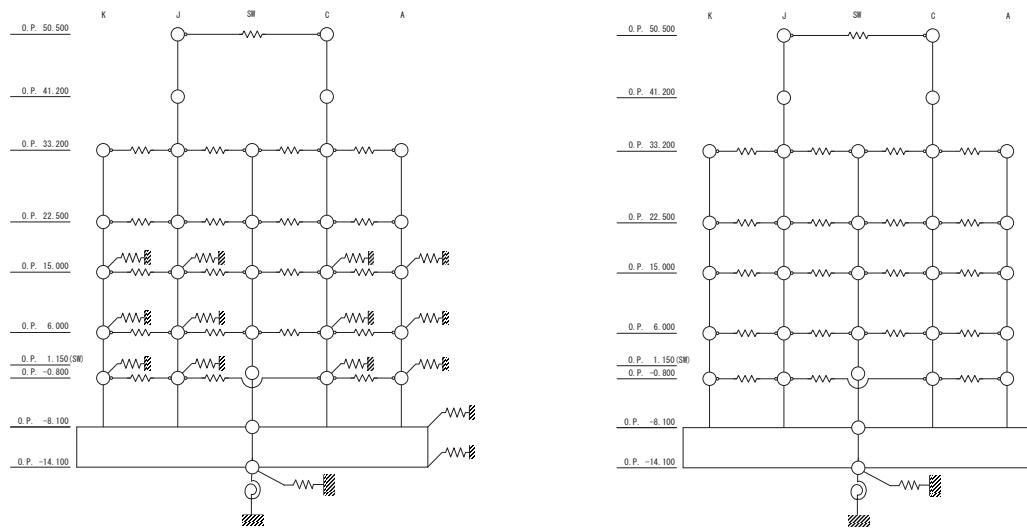 K J SW C A
O.P. 50.500
O.P. 41.200
O.P. 33.200
O.P. 22.500
O.P. 15.000
O.P. 6.000
O.P. 1.150(SW)
O.P. -0.800
O.P. -8.100
O.P. -14.100
K J SW C A
O.P. 50.500
O.P. 41.200
O.P. 33.200
O.P. 22.500
O.P. 15.000
O.P. 6.000
O.P. 1.150(SW)
O.P. -0.800
O.P. -8.100
O.P. -14.100